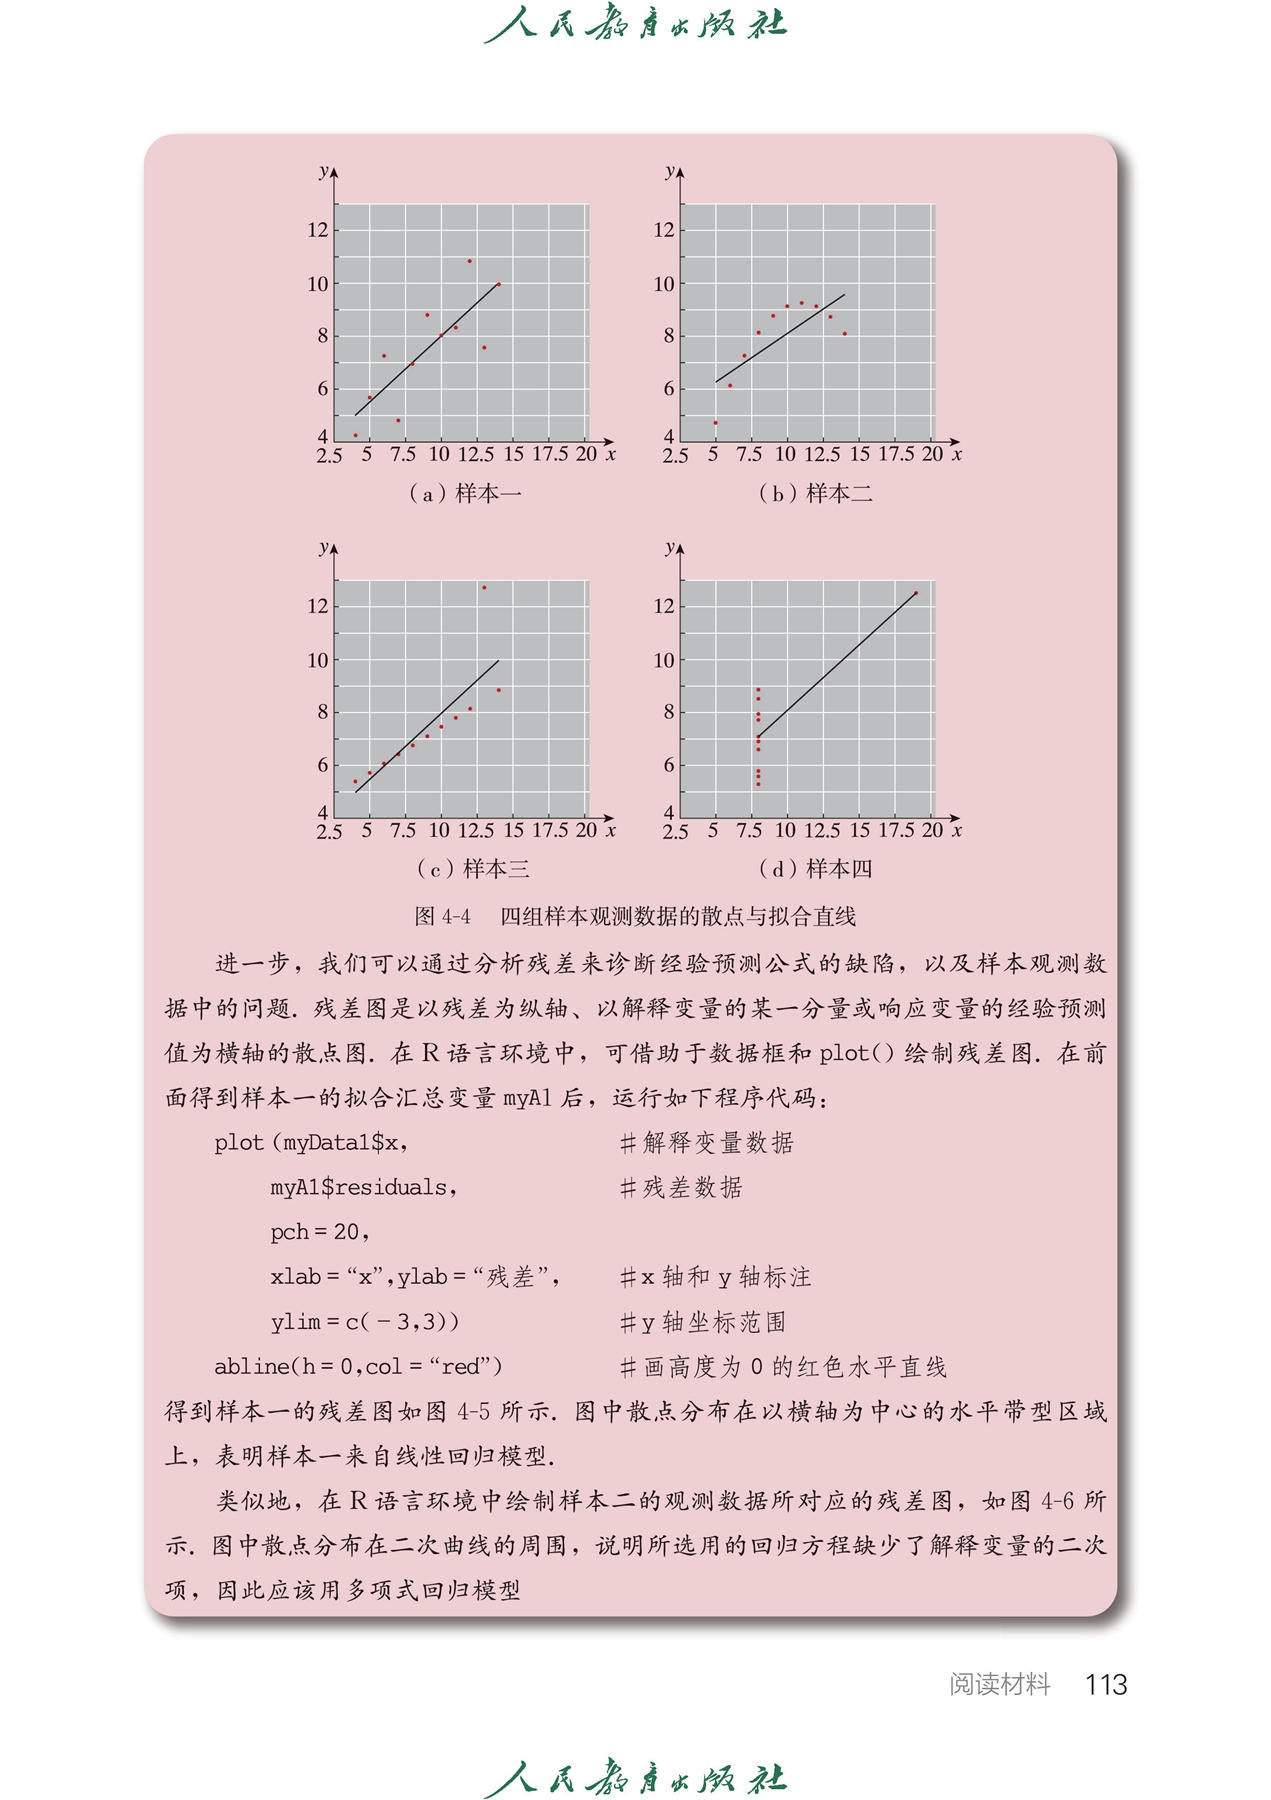 人民教育出版社
y
y
12
12
10
10
8
8
6
6
4
4
2.5 5 7.5 10 12.5 15 17.5 20 x
2.5 5 7.5 10 12.5 15 17.5 20 x
(a)样本一
(b)样本二
y
y
12
12
10
10
8
8
6
6
4
4
2.5 5 7.5 10 12.5 15 17.5 20 x
2.5 5 7.5 10 12.5 15 17.5 20 x
(c)样本三
(d)样本四
图 4-4 四组样本观测数据的散点与拟合直线
进一步，我们可以通过分析残差来诊断经验预测公式的缺陷，以及样本观测数
据中的问题. 残差图是以残差为纵轴、以解释变量的某一分量或响应变量的经验预测
值为横轴的散点图. 在 R 语言环境中，可借助于数据框和 plot() 绘制残差图. 在前
面得到样本一的拟合汇总变量 myA1 后，运行如下程序代码：
plot (myData1$x, #解释变量数据
myA1$residuals, #残差数据
pch = 20,
xlab = “x”,ylab = “残差”, #x 轴和 y 轴标注
ylim = c( - 3,3)) #y 轴坐标范围
abline(h = 0,col = “red”) #画高度为 0 的红色水平直线
得到样本一的残差图如图 4-5 所示. 图中散点分布在以横轴为中心的水平带型区域
上，表明样本一来自线性回归模型.
类似地，在 R 语言环境中绘制样本二的观测数据所对应的残差图，如图 4-6 所
示. 图中散点分布在二次曲线的周围，说明所选用的回归方程缺少了解释变量的二次
项，因此应该用多项式回归模型
阅读材料 113
人民教育出版社